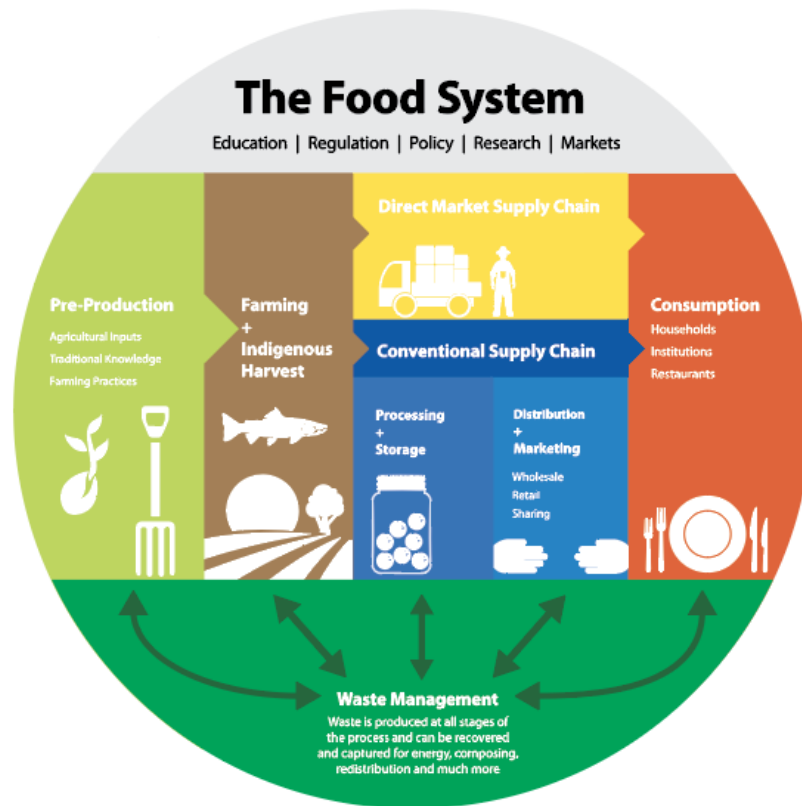 The Food System
Education | Regulation | Policy | Research | Markets
Pre-Production
Agricultural Inputs
Traditional Knowledge
Farming Practices
Farming
+
Indigenous
Harvest
Direct Market Supply Chain
Conventional Supply Chain
Processing
+
Storage
Distribution
+
Marketing
Wholesale
Retail
Sharing
Consumption
Households
Institutions
Restaurants
Waste Management
Waste is produced at all stages of
the process and can be recovered
and captured for energy, composing,
redistribution and much more